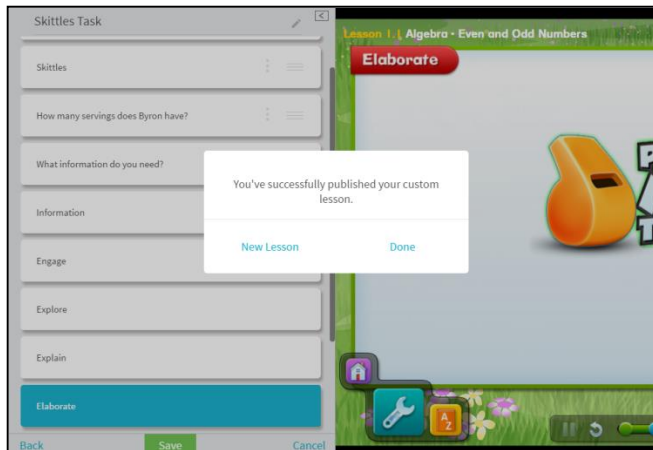 Skittles Task
Lesson 1.1 Algebra - Even and Odd Numbers
Elaborate
Skittles
How many servings does Byron have?
What information do you need?
You've successfully published your custom
lesson.
New Lesson
Done
Information
Engage
Explore
Explain
Elaborate
A
Z
Back
Save
Cancel